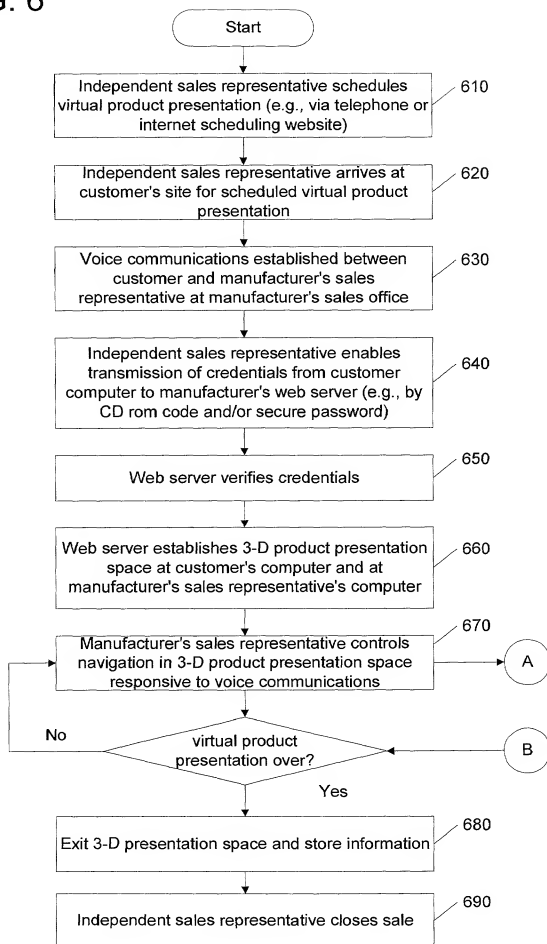 G. 6
Start
Independent sales representative schedules
virtual product presentation (e.g., via telephone or
internet scheduling website)
610
Independent sales representative arrives at
customer's site for scheduled virtual product
presentation
620
Voice communications established between
customer and manufacturer's sales
representative at manufacturer's sales office
630
Independent sales representative enables
transmission of credentials from customer
computer to manufacturer's web server (e.g., by
CD rom code and/or secure password)
640
Web server verifies credentials
650
Web server establishes 3-D product presentation
space at customer's computer and at
manufacturer's sales representative's computer
660
Manufacturer's sales representative controls
navigation in 3-D product presentation space
responsive to voice communications
670
A
No
virtual product
presentation over?
B
Yes
Exit 3-D presentation space and store information
680
Independent sales representative closes sale
690